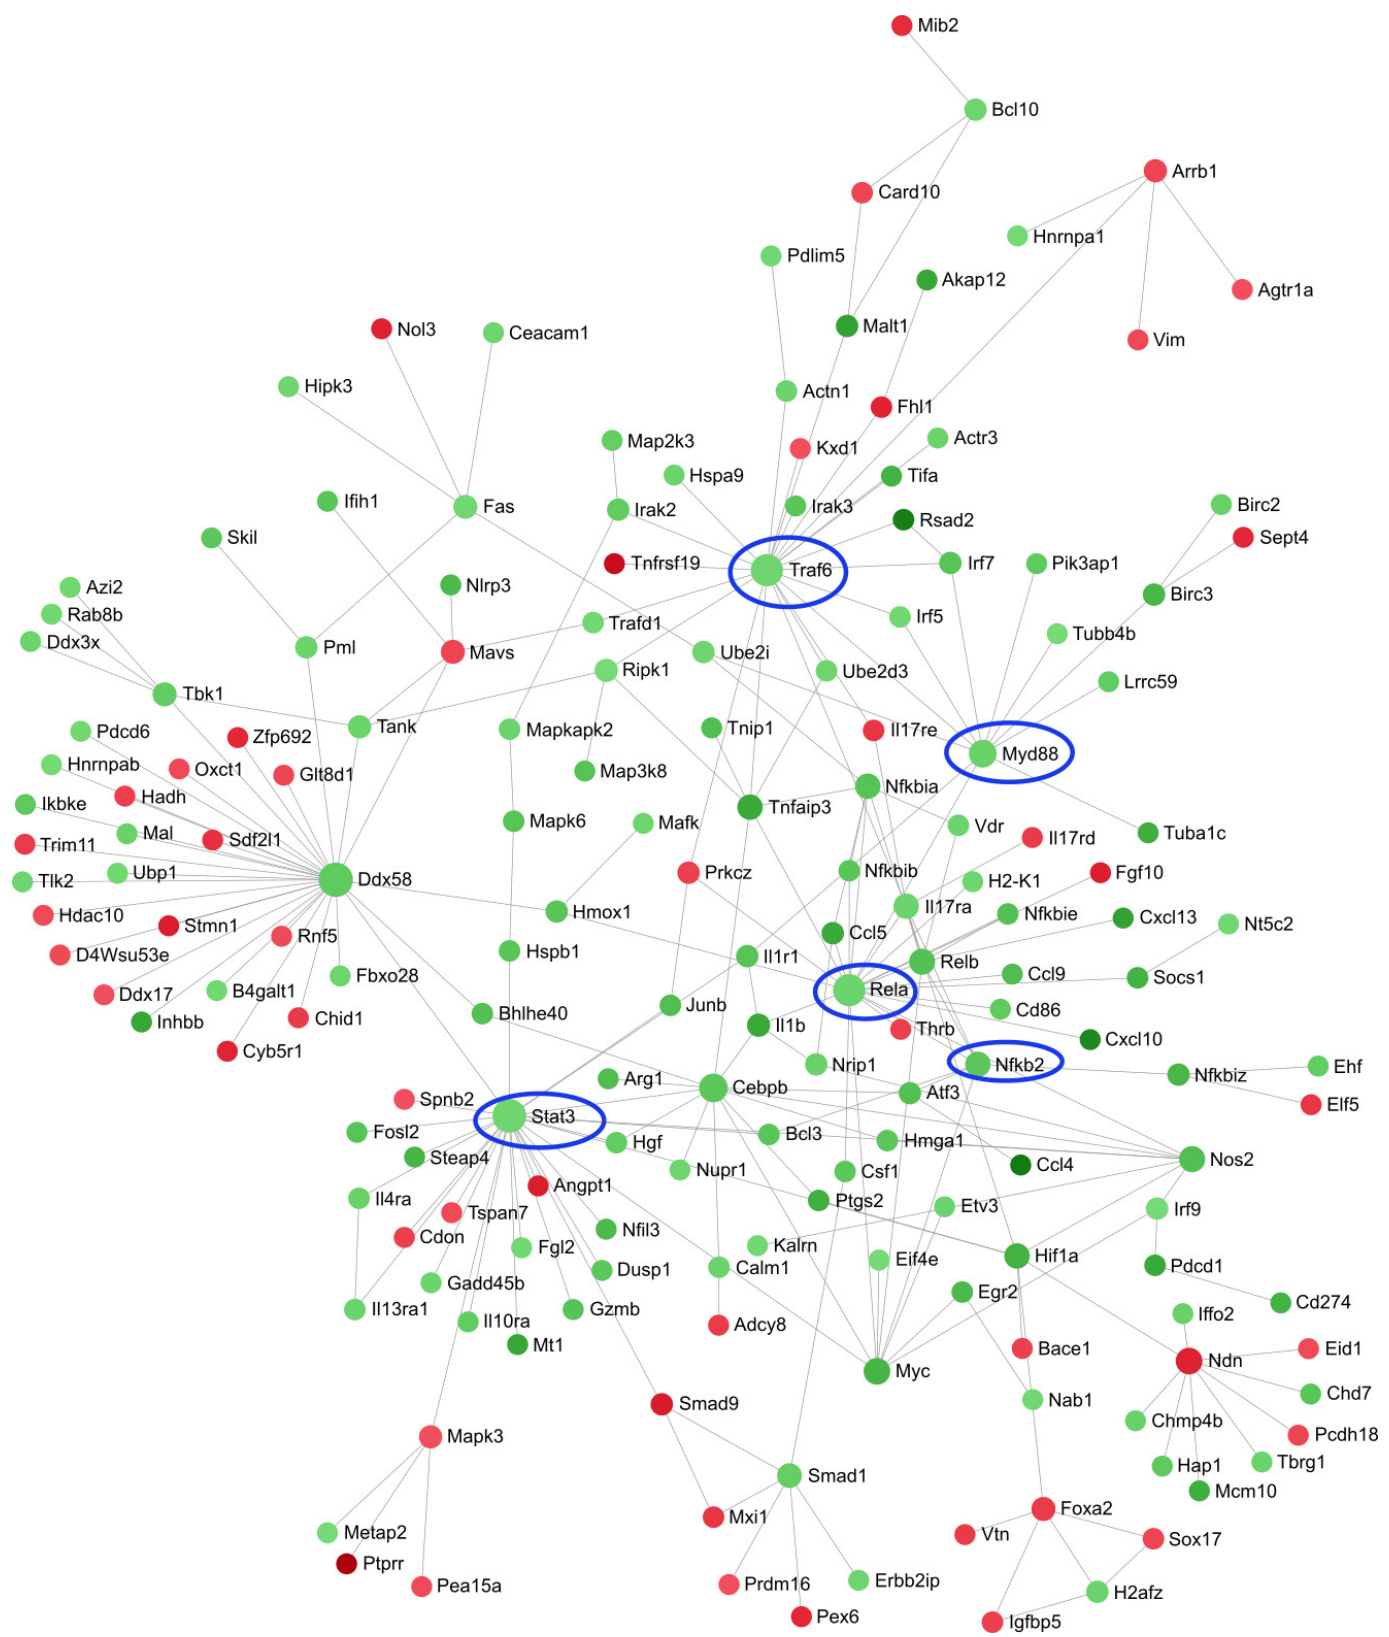 Mib2
Bcl10
Arrb1
Card10
Hnrnpa1
Pdlim5
Akap12
Agtr1a
Malt1
Vim
Nol3
Ceacam1
Hipk3
Actn1
Fhl1
Map2k3
Kxd1
Actr3
Hspa9
Tifa
Ifih1
Fas
Irak2
Irak3
Rsad2
Birc2
Skil
Sept4
Tnfrsf19
Traf6
Irf7
Pik3ap1
Azi2
Nlrp3
Birc3
Rab8b
Trafd1
Irf5
Tubb4b
Ddx3x
Pml
Mavs
Ube2i
Ripk1
Ube2d3
Lrrc59
Tbk1
Tank
Mapkapk2
Tnip1
Il17re
Pdcd6
Zfp692
Myd88
Hnrnpab
Oxct1
Glt8d1
Map3k8
Nfkbia
Hadh
Ikbke
Tnfaip3
Mapk6
Mafk
Vdr
Il17rd
Tuba1c
Mal
Sdf2l1
Trim11
Ubp1
Prkcz
Nfkbib
Fgf10
Tlk2
Ddx58
H2-K1
Hdac10
Hmox1
Il17ra
Nfkbie
Cxcl13
Nt5c2
Stmn1
Rnf5
Ccl5
D4Wsu53e
Hspb1
Il1r1
Relb
Fbxo28
Ccl9
Socs1
Ddx17
B4galt1
Rela
Junb
Cd86
Inhbb
Chid1
Bhlhe40
Il1b
Thrb
Cxcl10
Cyb5r1
Nrip1
Nfkb2
Nfkbiz
Ehf
Arg1
Cebpb
Atf3
Spnb2
Elf5
Stat3
Fosl2
Hgf
Bcl3
Hmga1
Steap4
Nupr1
Csf1
Ccl4
Nos2
Angpt1
Il4ra
Ptgs2
Etv3
Irf9
Tspan7
Nfil3
Cdon
Fgl2
Kalrn
Eif4e
Hif1a
Calm1
Pdcd1
Dusp1
Gadd45b
Egr2
Il13ra1
Gzmb
Cd274
Il10ra
Adcy8
Iffo2
Mt1
Bace1
Eid1
Myc
Ndn
Nab1
Chd7
Smad9
Chmp4b
Mapk3
Pcdh18
Smad1
Hap1
Tbrg1
Mcm10
Mxi1
Foxa2
Metap2
Vtn
Sox17
Ptprr
Pea15a
Prdm16
Erbb2ip
H2afz
Pex6
Igfbp5